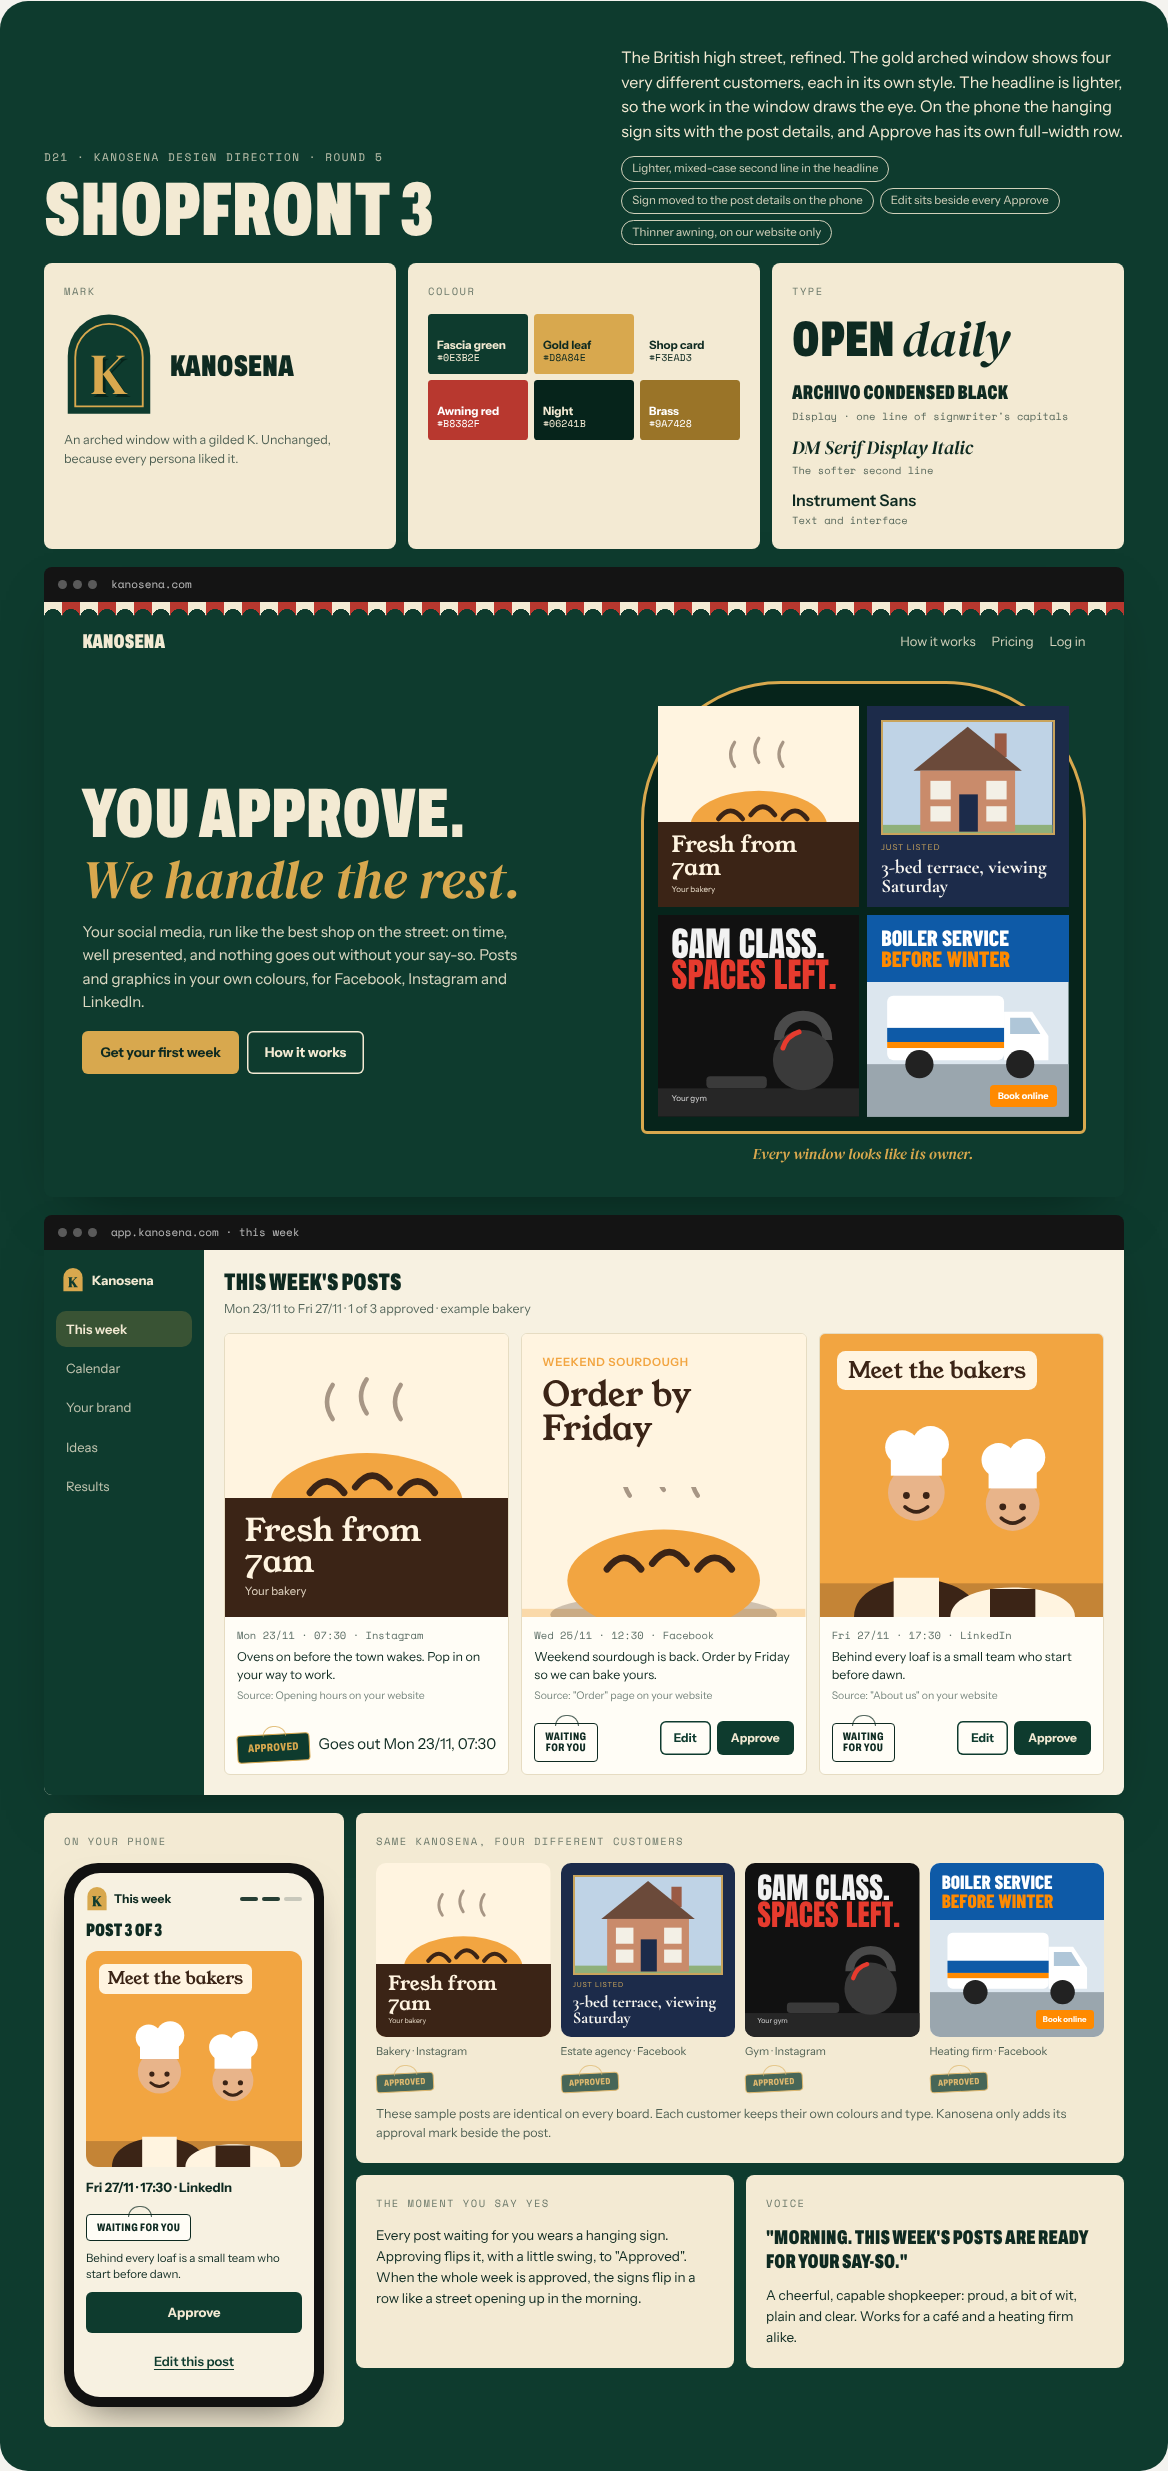 The British high street, refined. The gold arched window shows four
very different customers, each in its own style. The headline is lighter,
so the work in the window draws the eye. On the phone the hanging
sign sits with the post details, and Approve has its own full-width row.
D21 · KANOSENA DESIGN DIRECTION · ROUND 5
SHOPFRONT 3
Lighter, mixed-case second line in the headline
Sign moved to the post details on the phone
Edit sits beside every Approve
Thinner awning, on our website only
MARK
K
KANOSENA
An arched window with a gilded K. Unchanged,
because every persona liked it.
COLOUR
Fascia green
#0E3B2E
Gold leaf
#D8A84E
Shop card
#F3EAD3
Awning red
#B8382F
Night
#06241B
Brass
#9A7428
TYPE
OPEN daily
ARCHIVO CONDENSED BLACK
Display · one line of signwriter's capitals
DM Serif Display Italic
The softer second line
Instrument Sans
Text and interface
kanosena.com
KANOSENA
How it works
Pricing
Log in
YOU APPROVE.
We handle the rest.
Your social media, run like the best shop on the street: on time,
well presented, and nothing goes out without your say-so. Posts
and graphics in your own colours, for Facebook, Instagram and
LinkedIn.
Get your first week
How it works
Fresh from
7am
Your bakery
JUST LISTED
3-bed terrace, viewing
Saturday
6AM CLASS.
SPACES LEFT.
Your gym
BOILER SERVICE
BEFORE WINTER
Book online
Every window looks like its owner.
app.kanosena.com · this week
K
Kanosena
This week
Calendar
Your brand
Ideas
Results
THIS WEEK'S POSTS
Mon 23/11 to Fri 27/11 · 1 of 3 approved · example bakery
Fresh from
7am
Your bakery
Mon 23/11 · 07:30 · Instagram
Ovens on before the town wakes. Pop in on
your way to work.
Source: Opening hours on your website
APPROVED
Goes out Mon 23/11, 07:30
WEEKEND SOURDOUGH
Order by
Friday
Wed 25/11 · 12:30 · Facebook
Weekend sourdough is back. Order by Friday
so we can bake yours.
Source: "Order" page on your website
WAITING
FOR YOU
Edit
Approve
Meet the bakers
Fri 27/11 · 17:30 · LinkedIn
Behind every loaf is a small team who start
before dawn.
Source: "About us" on your website
WAITING
FOR YOU
Edit
Approve
ON YOUR PHONE
K
This week
POST 3 OF 3
Meet the bakers
Fri 27/11 · 17:30 · LinkedIn
WAITING FOR YOU
Behind every loaf is a small team who
start before dawn.
Approve
Edit this post
SAME KANOSENA, FOUR DIFFERENT CUSTOMERS
Fresh from
7am
Your bakery
Bakery · Instagram
APPROVED
JUST LISTED
3-bed terrace, viewing
Saturday
Estate agency · Facebook
APPROVED
6AM CLASS.
SPACES LEFT.
Your gym
Gym · Instagram
APPROVED
BOILER SERVICE
BEFORE WINTER
Book online
Heating firm · Facebook
APPROVED
These sample posts are identical on every board. Each customer keeps their own colours and type. Kanosena only adds its
approval mark beside the post.
THE MOMENT YOU SAY YES
Every post waiting for you wears a hanging sign.
Approving flips it, with a little swing, to "Approved".
When the whole week is approved, the signs flip in a
row like a street opening up in the morning.
VOICE
"MORNING. THIS WEEK'S POSTS ARE READY
FOR YOUR SAY-SO."
A cheerful, capable shopkeeper: proud, a bit of wit,
plain and clear. Works for a café and a heating firm
alike.